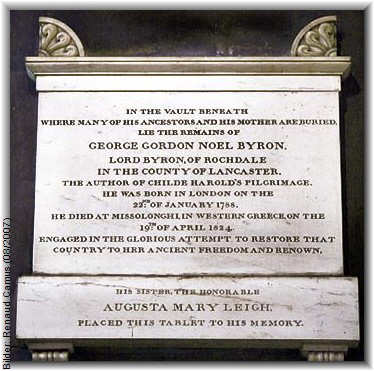 IN THE VAULT BENEATH
WHERE MANY OF HIS ANCESTORS AND HIS MOTHER ARE BURIED,
LIE THE REMAINS OF
GEORGE GORDON NOEL BYRON,
LORD BYRON, OF ROCHDALE
IN THE COUNTY OF LANCASTER,
THE AUTHOR OF CHILDE HAROLD'S PILGRIMAGE.
HE WAS BORN IN LONDON ON THE
22ND OF JANUARY 1788.
HE DIED AT MISSOLONGHI, IN WESTERN GREECE, ON THE
19TH OF APRIL 1824,
ENGAGED IN THE GLORIOUS ATTEMPT TO RESTORE THAT
COUNTRY TO HER ANCIENT FREEDOM AND RENOWN.
HIS SISTER, THE HONORABLE
AUGUSTA MARY LEIGH,
PLACED THIS TABLET TO HIS MEMORY.
Bilder: Renaud Camus (08/2007)